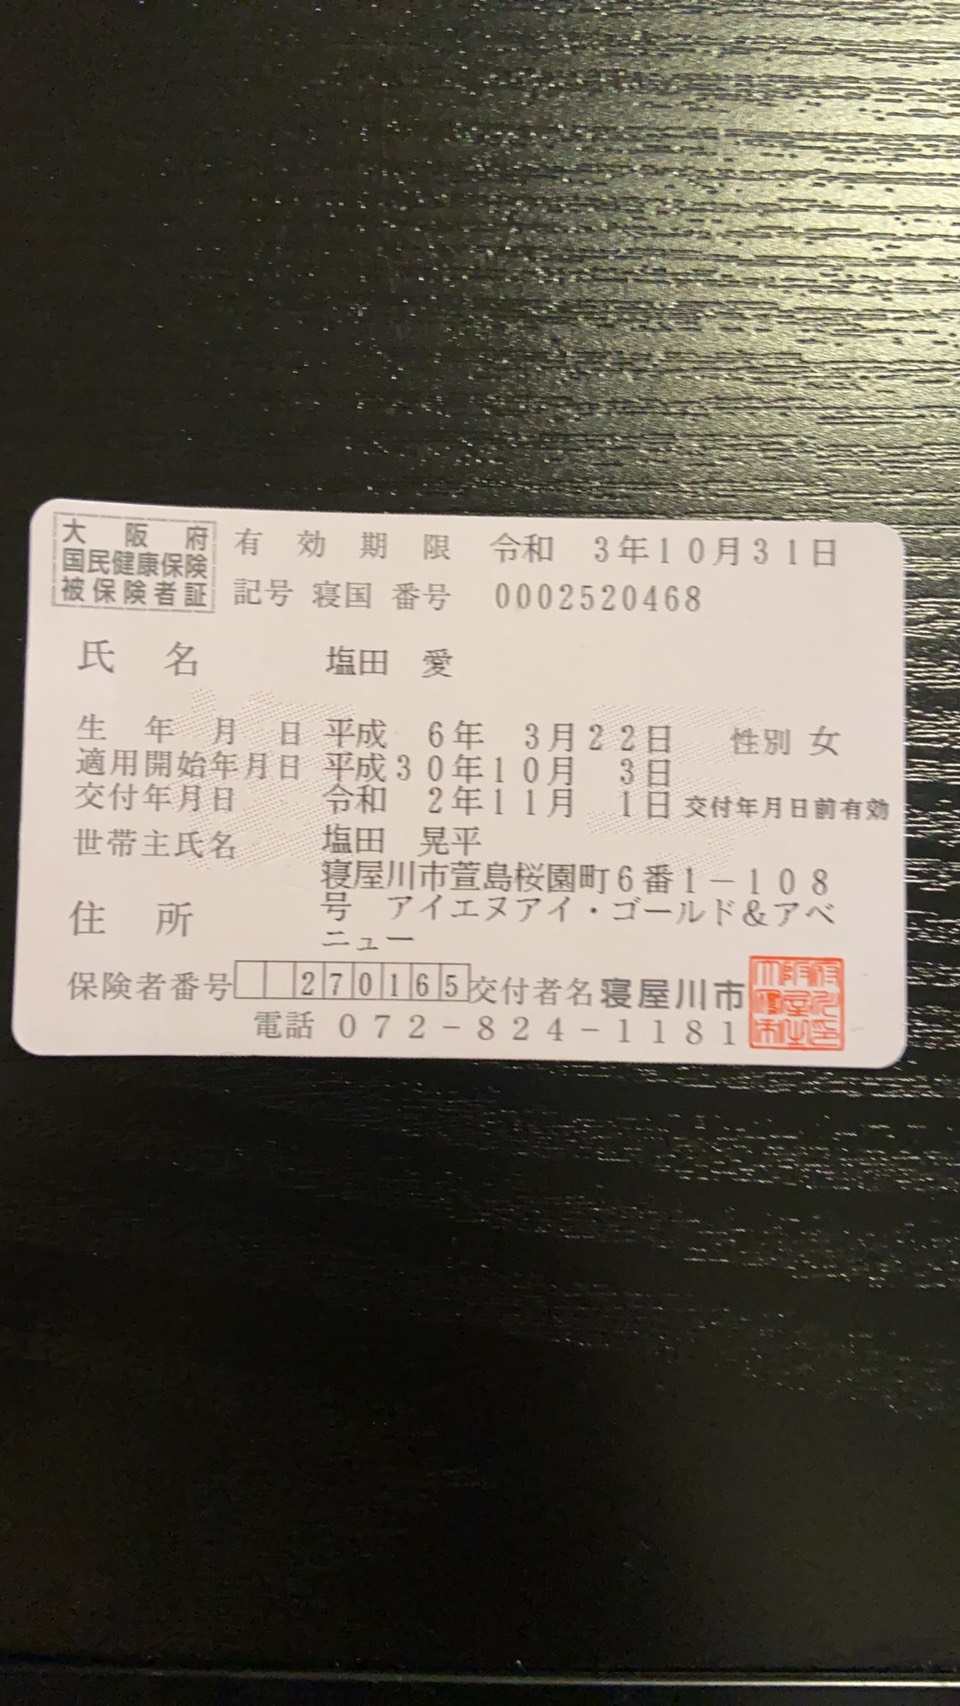 大阪府
国民健康保険
被保険者証
有効期限 令和 3年10月31日
記号 寝国 番号 0002520468
氏名 塩田 愛
生年月日 平成 6年 3月22日 性別 女
適用開始年月日 平成30年10月 3日
交付年月日 令和 2年11月 1日 交付年月日前有効
世帯主氏名 塩田 晃平
住所 寝屋川市萱島桜園町6番1-108
号 アイエヌアイ・ゴールド&アベ
ニュー
保険者番号 270165 交付者名 寝屋川市
電話 072-824-1181